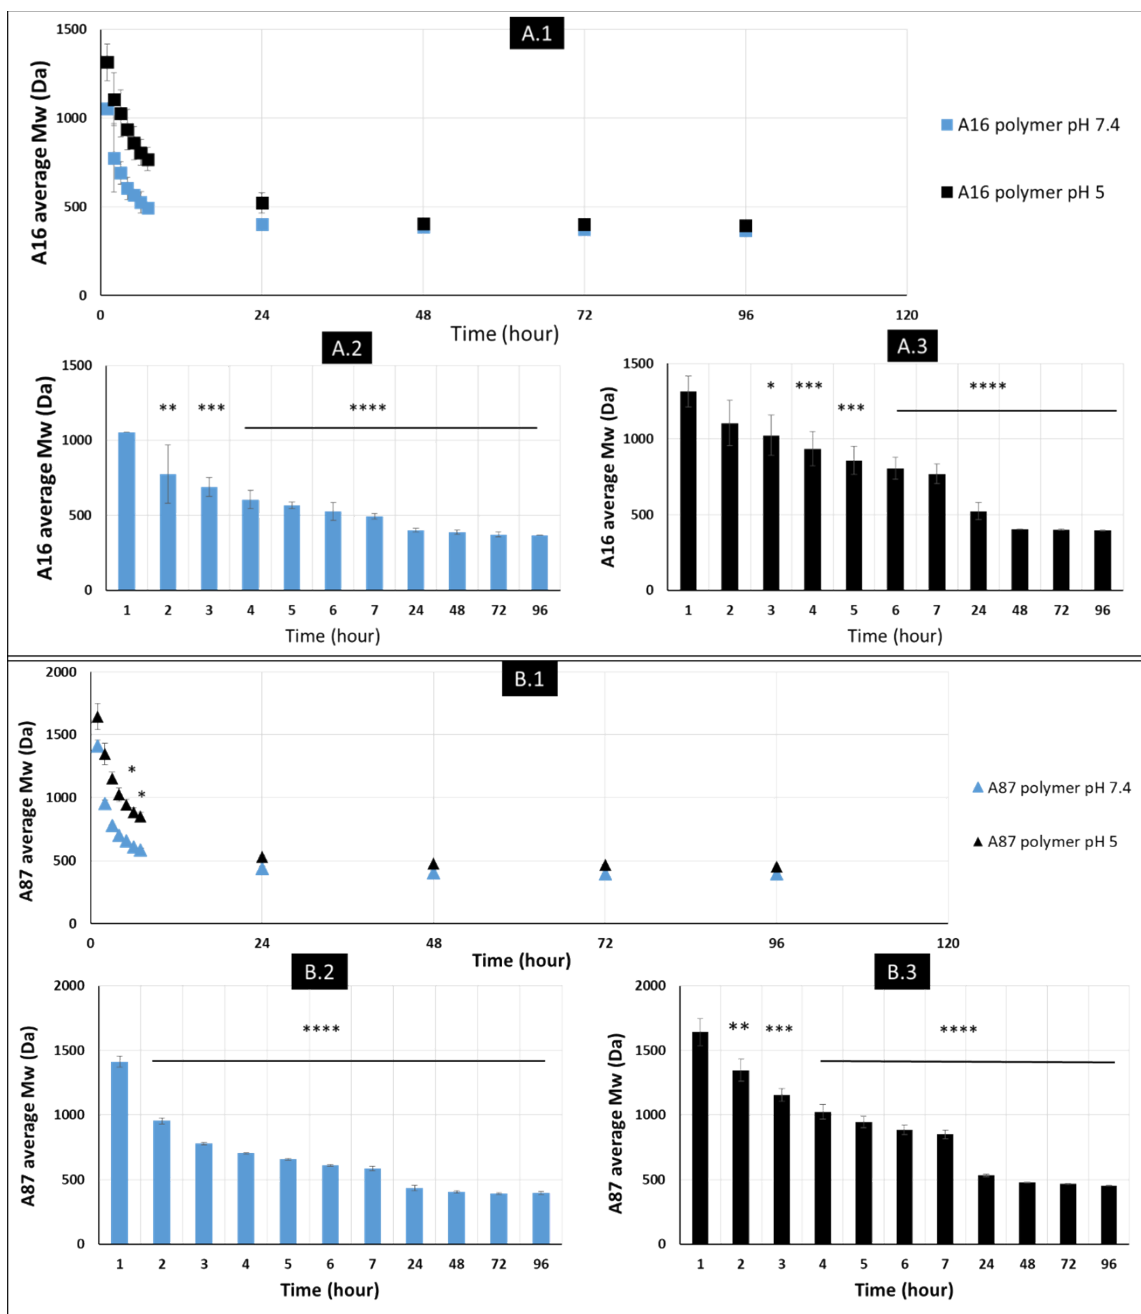 A.1
A16 average Mw (Da)
1500
1000
500
0
0 24 48 72 96 120
Time (hour)
A16 polymer pH 7.4
A16 polymer pH 5
A.2
A16 average Mw (Da)
1500
1000
500
0
** *** ****
1 2 3 4 5 6 7 24 48 72 96
Time (hour)
A.3
A16 average Mw (Da)
1500
1000
500
0
* *** *** ****
1 2 3 4 5 6 7 24 48 72 96
Time (hour)
B.1
A87 average Mw (Da)
2000
1500
1000
500
0
*
*
0 24 48 72 96 120
Time (hour)
A87 polymer pH 7.4
A87 polymer pH 5
B.2
A87 average Mw (Da)
2000
1500
1000
500
0
****
1 2 3 4 5 6 7 24 48 72 96
Time (hour)
B.3
A87 average Mw (Da)
2000
1500
1000
500
0
** *** ****
1 2 3 4 5 6 7 24 48 72 96
Time (hour)